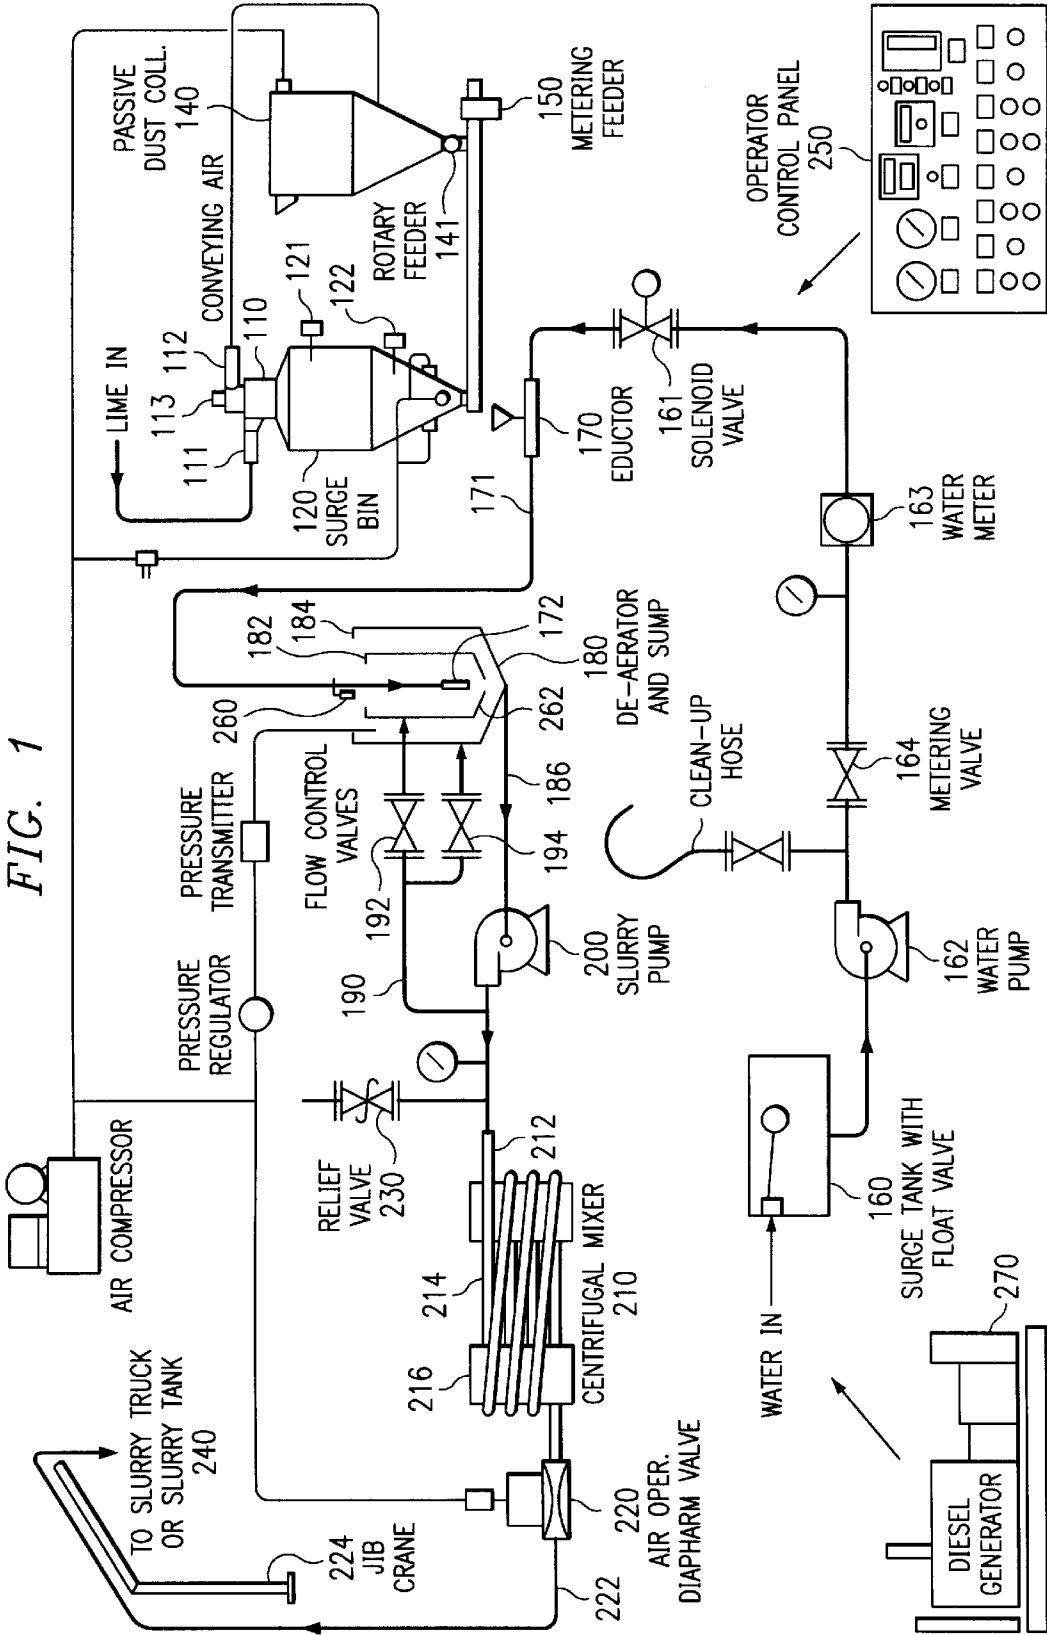 FIG. 1
AIR COMPRESSOR
TO SLURRY TRUCK
OR SLURRY TANK
240
224
JIB
CRANE
222
220
AIR OPER.
DIAPHARM VALVE
216
214
212
CENTRIFUGAL MIXER
210
RELIEF
VALVE
230
PRESSURE
REGULATOR
PRESSURE
TRANSMITTER
190
192
FLOW CONTROL
VALVES
194
186
200
SLURRY
PUMP
260
182
184
262
172
180
DE-AERATOR
AND SUMP
171
170
EDUCTOR
161
SOLENOID
VALVE
LIME IN
111
113
112
110
CONVEYING AIR
120
SURGE
BIN
121
122
PASSIVE
DUST COLL.
140
ROTARY
FEEDER
141
150
METERING
FEEDER
OPERATOR
CONTROL PANEL
250
163
WATER
METER
164
METERING
VALVE
CLEAN-UP
HOSE
162
WATER
PUMP
WATER IN
160
SURGE TANK WITH
FLOAT VALVE
270
DIESEL
GENERATOR